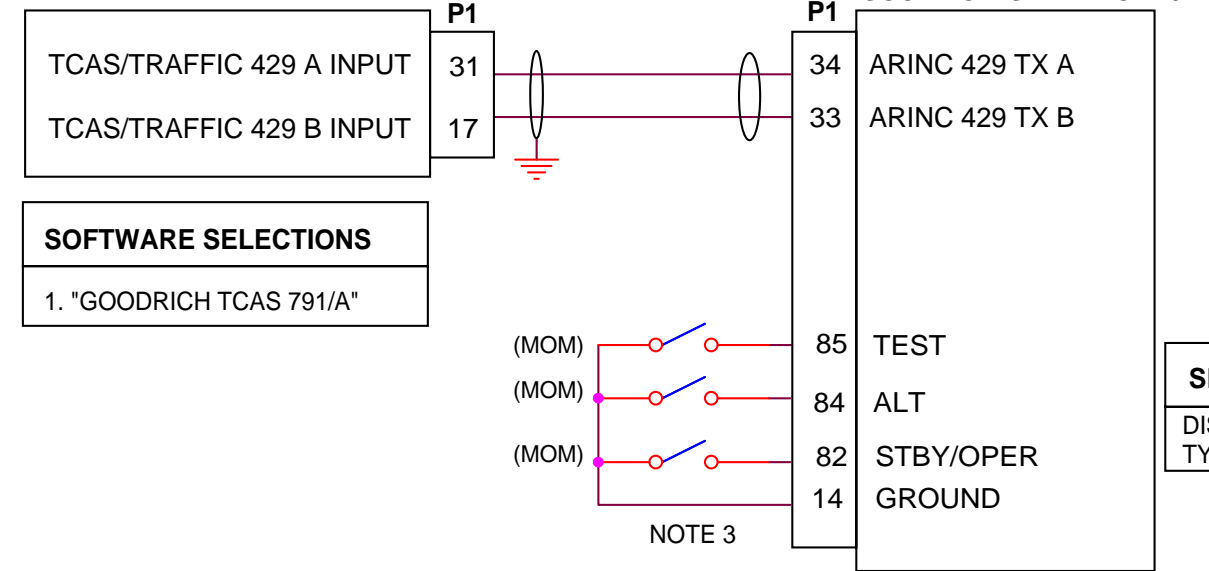 P1
P1
TCAS/TRAFFIC 429 A INPUT 31
34 ARINC 429 TX A
TCAS/TRAFFIC 429 B INPUT 17
33 ARINC 429 TX B
SOFTWARE SELECTIONS
1. "GOODRICH TCAS 791/A"
(MOM) 85 TEST
(MOM) 84 ALT
(MOM) 82 STBY/OPER
14 GROUND
NOTE 3